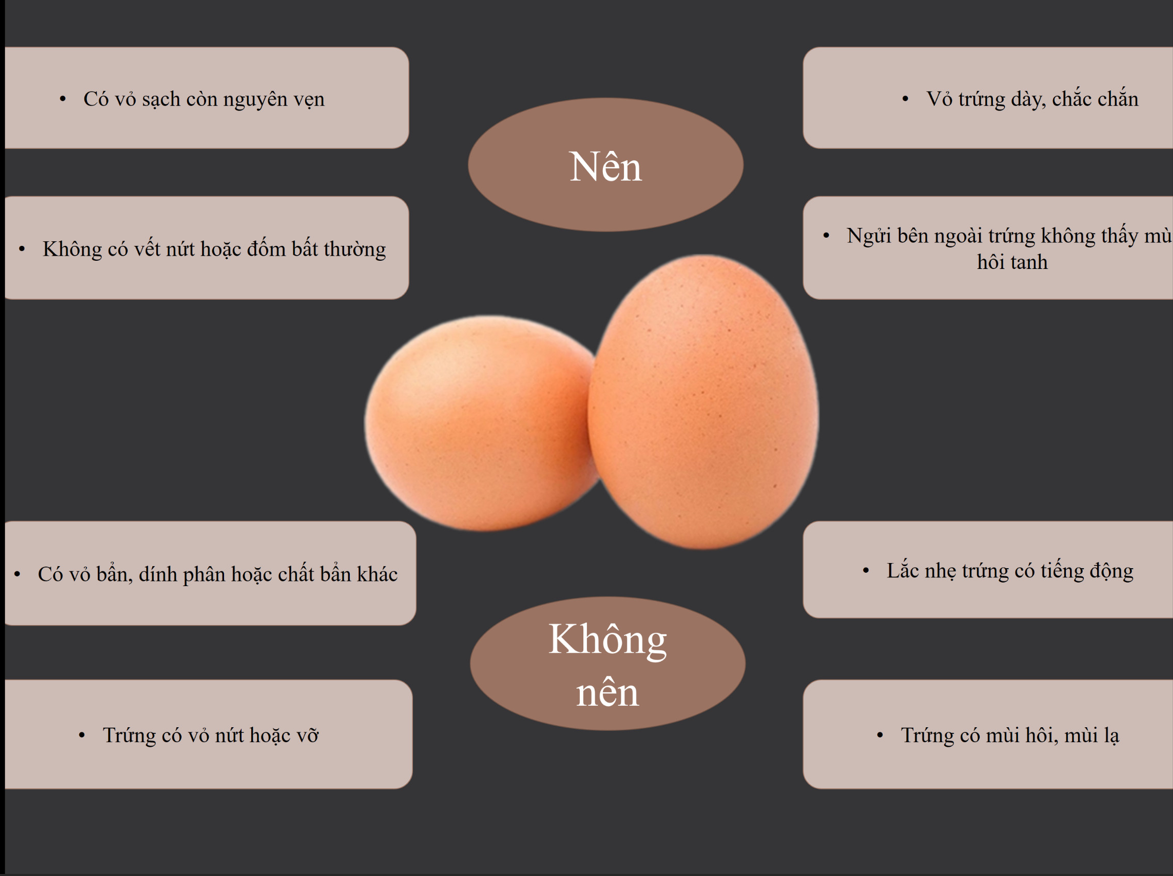 • Có vỏ sạch còn nguyên vẹn
• Vỏ trứng dày, chắc chắn
Nên
• Không có vết nứt hoặc đốm bất thường
• Ngửi bên ngoài trứng không thấy mù
hôi tanh
• Có vỏ bẩn, dính phân hoặc chất bẩn khác
• Lắc nhẹ trứng có tiếng động
Không
nên
• Trứng có vỏ nứt hoặc vỡ
• Trứng có mùi hôi, mùi lạ